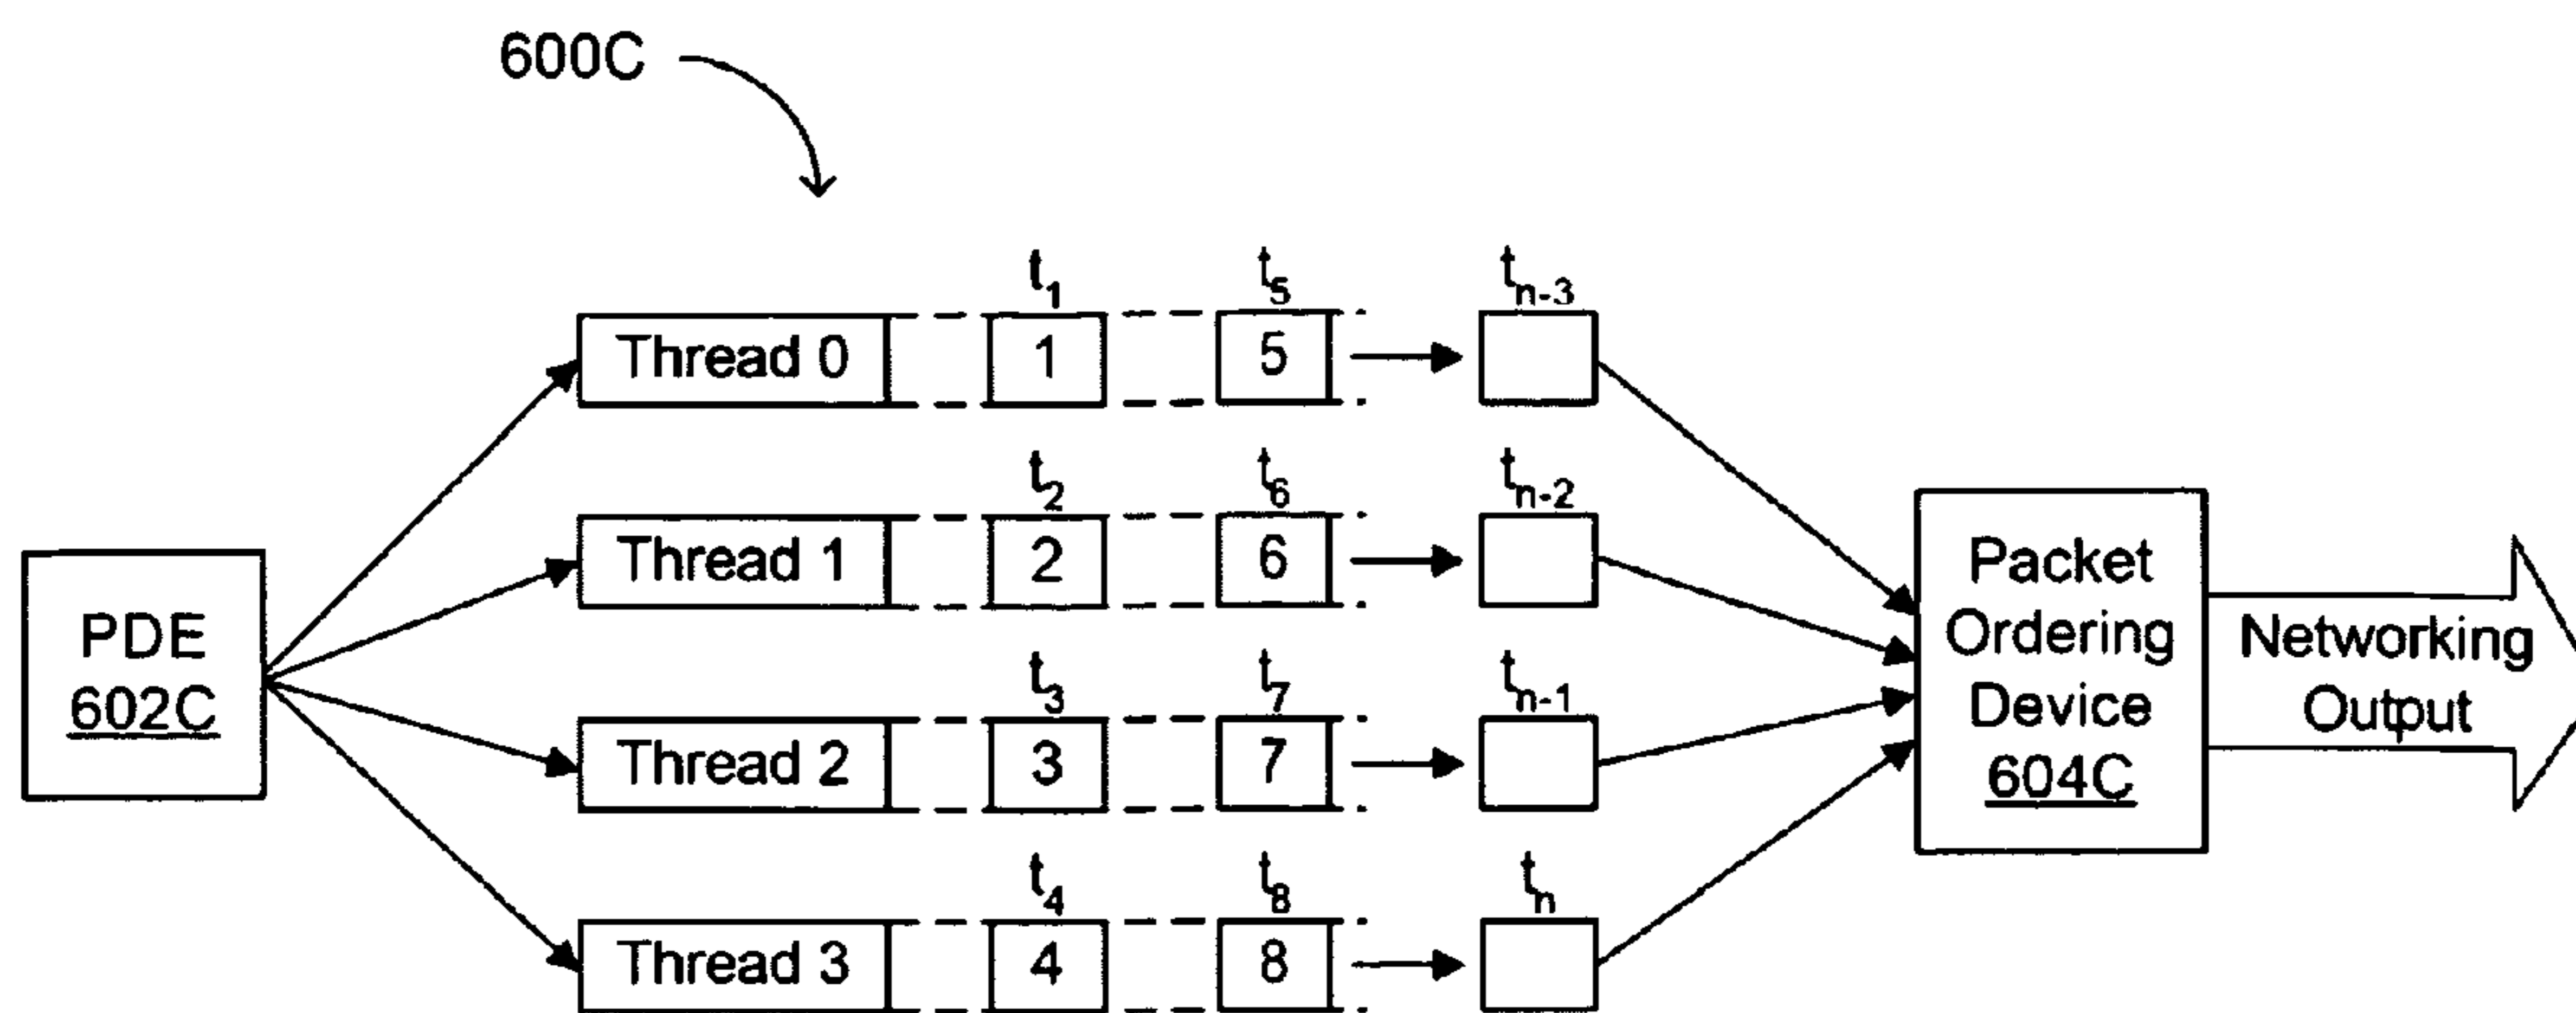 600C
t1 t5 tn-3
Thread 0 1 5
t2 t6 tn-2
Thread 1 2 6
PDE
602C
t3 t7 tn-1
Thread 2 3 7
t4 t8 tn
Thread 3 4 8
Packet
Ordering
Device
604C
Networking
Output